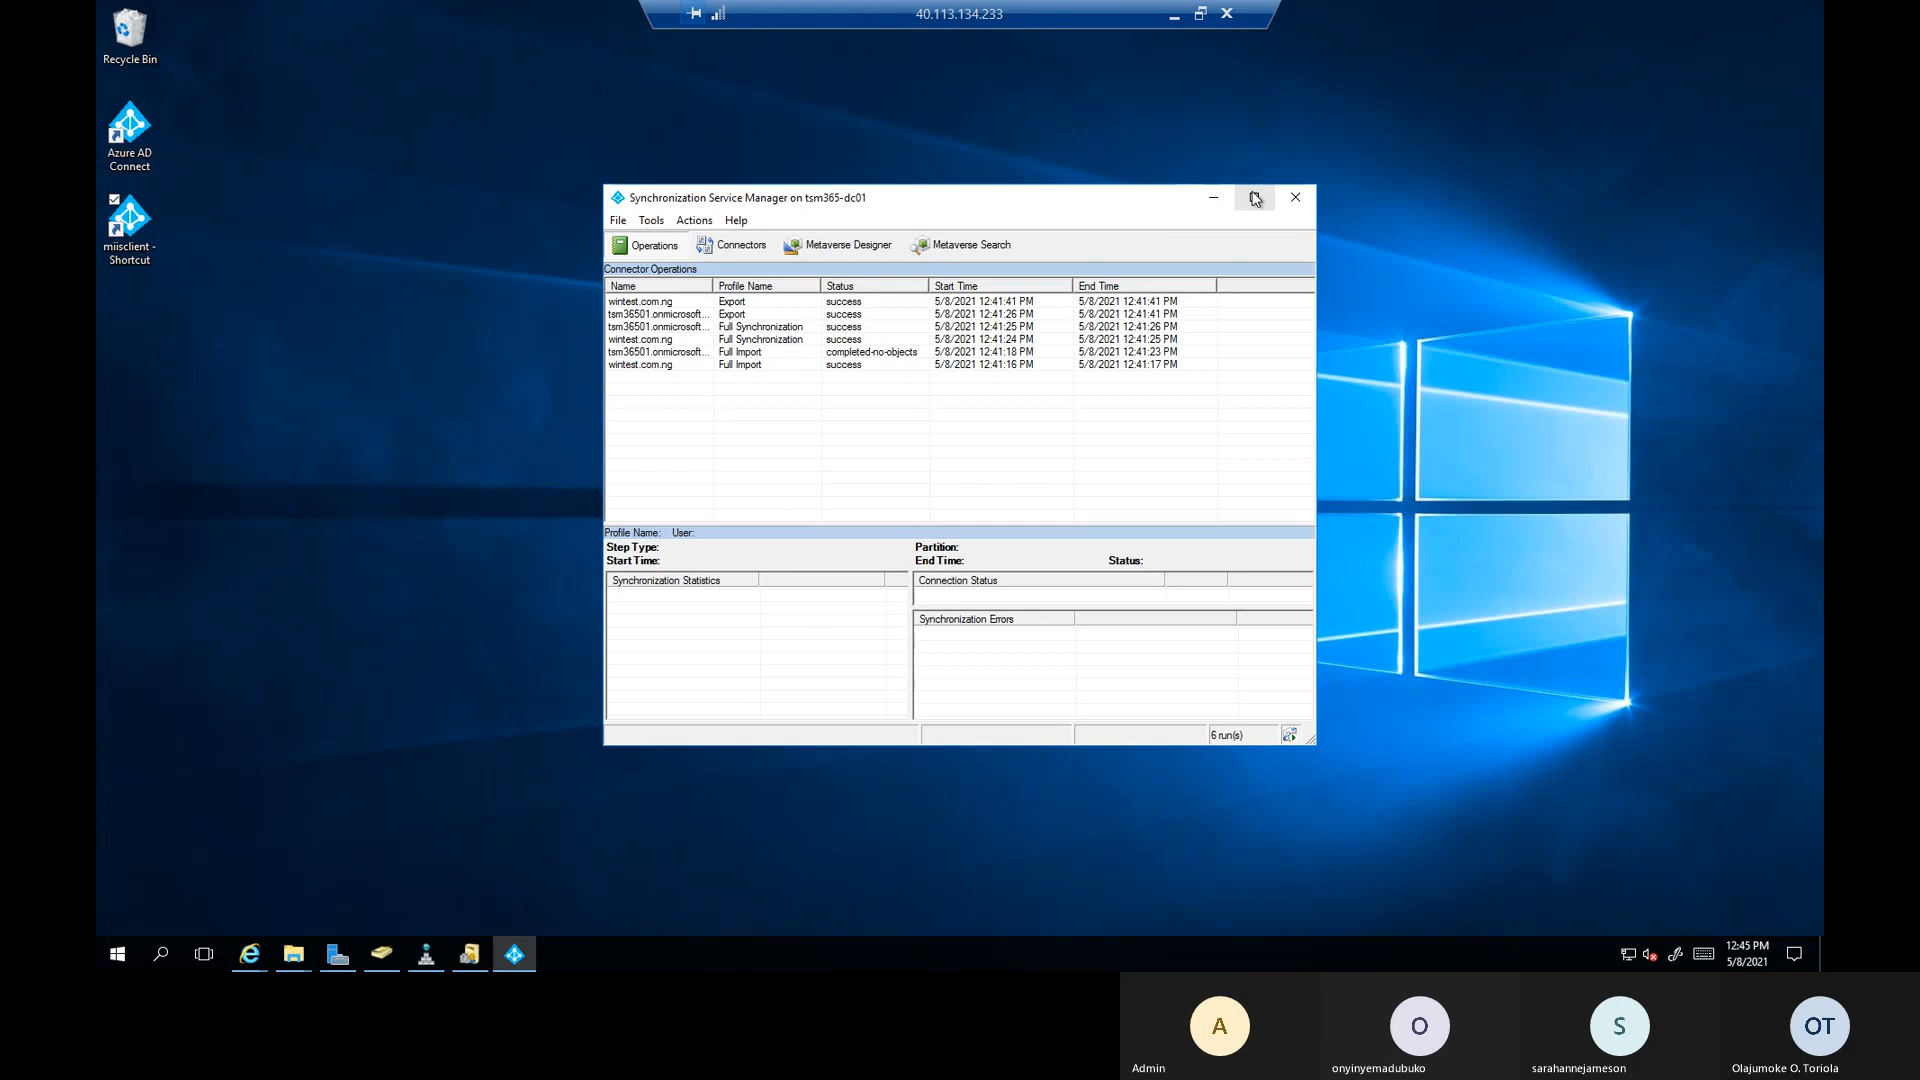 40.113.134.233
Recycle Bin
Azure AD
Connect
miisclient -
Shortcut
Synchronization Service Manager on tsm365-dc01
File Tools Actions Help
Operations Connectors Metaverse Designer Metaverse Search
Connector Operations
Name Profile Name Status Start Time End Time
wintest.com.ng Export success 5/8/2021 12:41:41 PM 5/8/2021 12:41:41 PM
tsm36501.onmicrosoft... Export success 5/8/2021 12:41:26 PM 5/8/2021 12:41:41 PM
tsm36501.onmicrosoft... Full Synchronization success 5/8/2021 12:41:25 PM 5/8/2021 12:41:26 PM
wintest.com.ng Full Synchronization success 5/8/2021 12:41:24 PM 5/8/2021 12:41:25 PM
tsm36501.onmicrosoft... Full Import completed-no-objects 5/8/2021 12:41:18 PM 5/8/2021 12:41:23 PM
wintest.com.ng Full Import success 5/8/2021 12:41:16 PM 5/8/2021 12:41:17 PM
Profile Name: User:
Step Type: Partition:
Start Time: End Time: Status:
Synchronization Statistics Connection Status
Synchronization Errors
6 run(s)
12:45 PM
5/8/2021
A O S OT
Admin onyinyemadubuko sarahannejameson Olajumoke O. Toriola